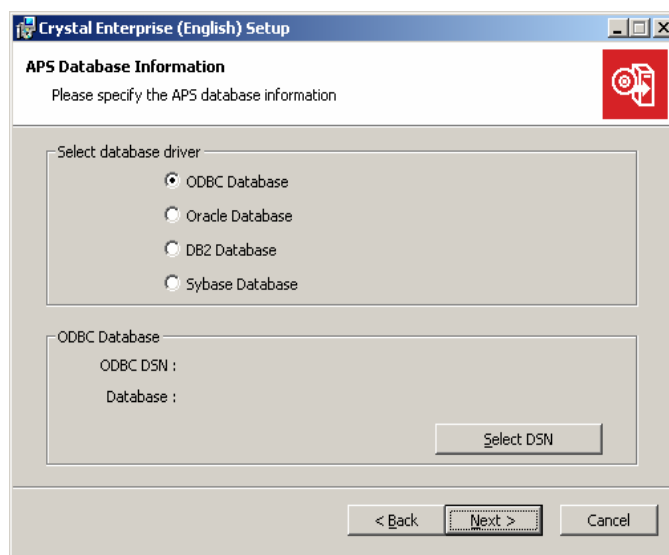 Crystal Enterprise (English) Setup
APS Database Information
Please specify the APS database information
Select database driver
ODBC Database
Oracle Database
DB2 Database
Sybase Database
ODBC Database
ODBC DSN :
Database :
Select DSN
< Back Next > Cancel